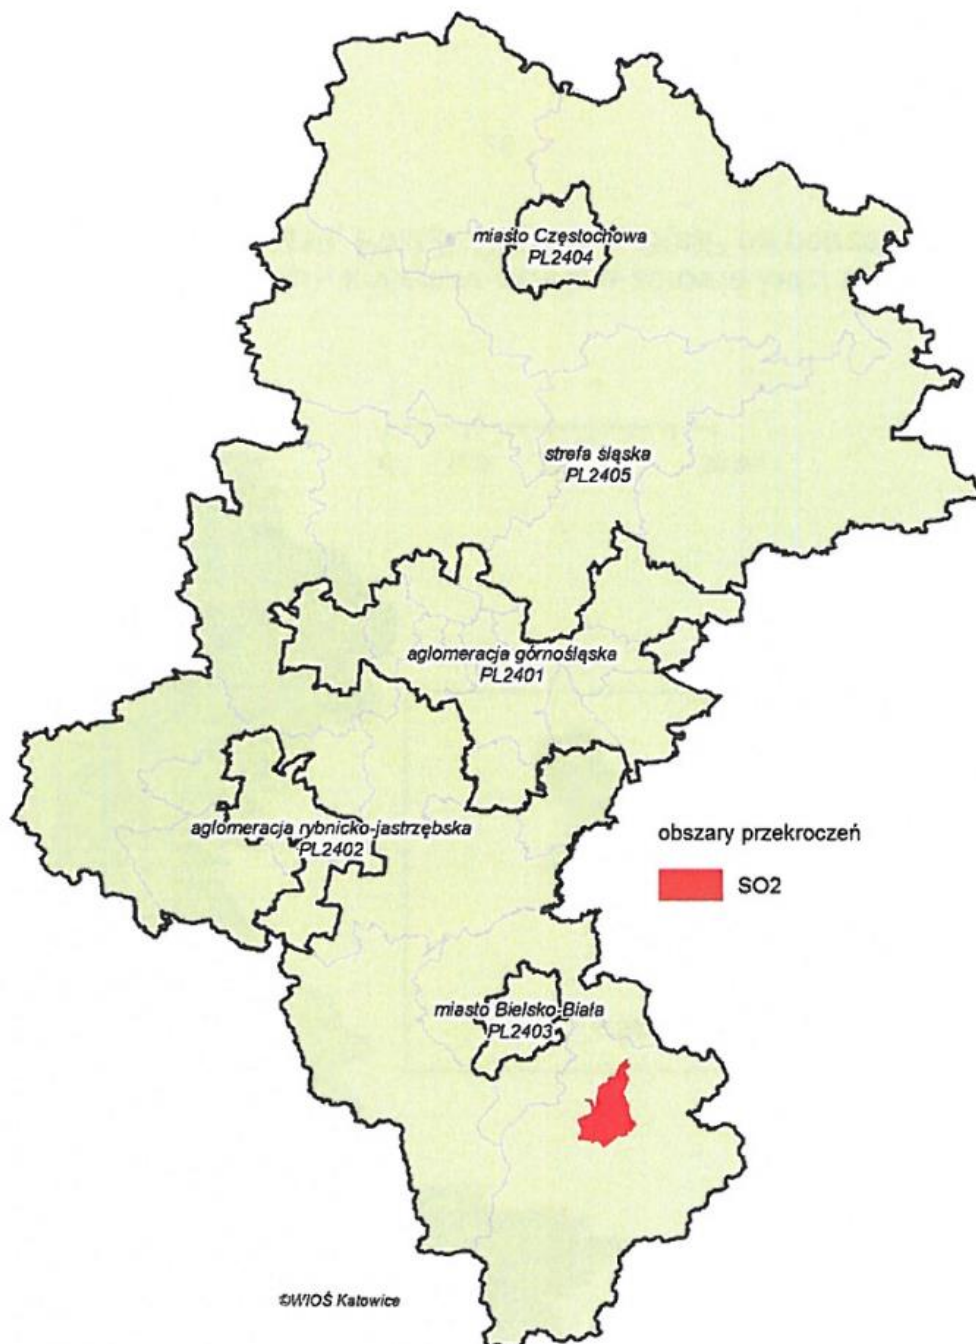 miasto Częstochowa
PL2404
strefa śląska
PL2405
aglomeracja górnośląska
PL2401
aglomeracja rybnicko-jastrzębska
PL2402
obszary przekroczeń
SO2
miasto Bielsko-Biała
PL2403
©WIOŚ Katowice